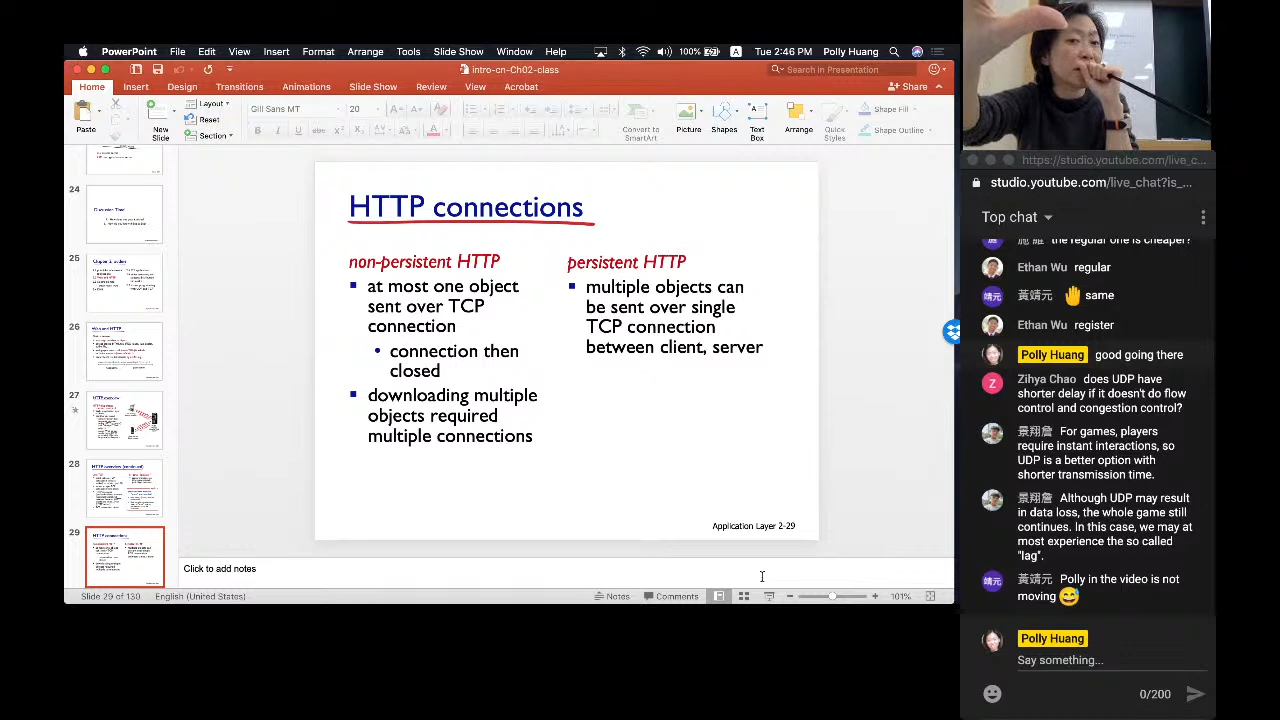 PowerPoint File Edit View Insert Format Arrange Tools Slide Show Window Help 100% A Tue 2:46 PM Polly Huang
intro-cn-Ch02-class
Search in Presentation
Home Insert Design Transitions Animations Slide Show Review View Acrobat Share
Paste
New Slide
Layout
Reset
Section
Gill Sans MT 20
Convert to SmartArt
Picture
Shapes
Text Box
Arrange
Quick Styles
Shape Fill
Shape Outline
24
25
26
27
28
29
HTTP connections
non-persistent HTTP
at most one object
sent over TCP
connection
connection then
closed
downloading multiple
objects required
multiple connections
persistent HTTP
multiple objects can
be sent over single
TCP connection
between client, server
Application Layer 2-29
Click to add notes
Slide 29 of 130 English (United States) Notes Comments 101%
https://studio.youtube.com/live_c...
studio.youtube.com/live_chat?is_...
Top chat
the regular one is cheaper?
Ethan Wu regular
黃靖元 same
Ethan Wu register
Polly Huang good going there
Zihya Chao does UDP have
shorter delay if it doesn't do flow
control and congestion control?
景翔詹 For games, players
require instant interactions, so
UDP is a better option with
shorter transmission time.
景翔詹 Although UDP may result
in data loss, the whole game still
continues. In this case, we may at
most experience the so called
"lag".
黃靖元 Polly in the video is not
moving
Polly Huang
Say something...
0/200